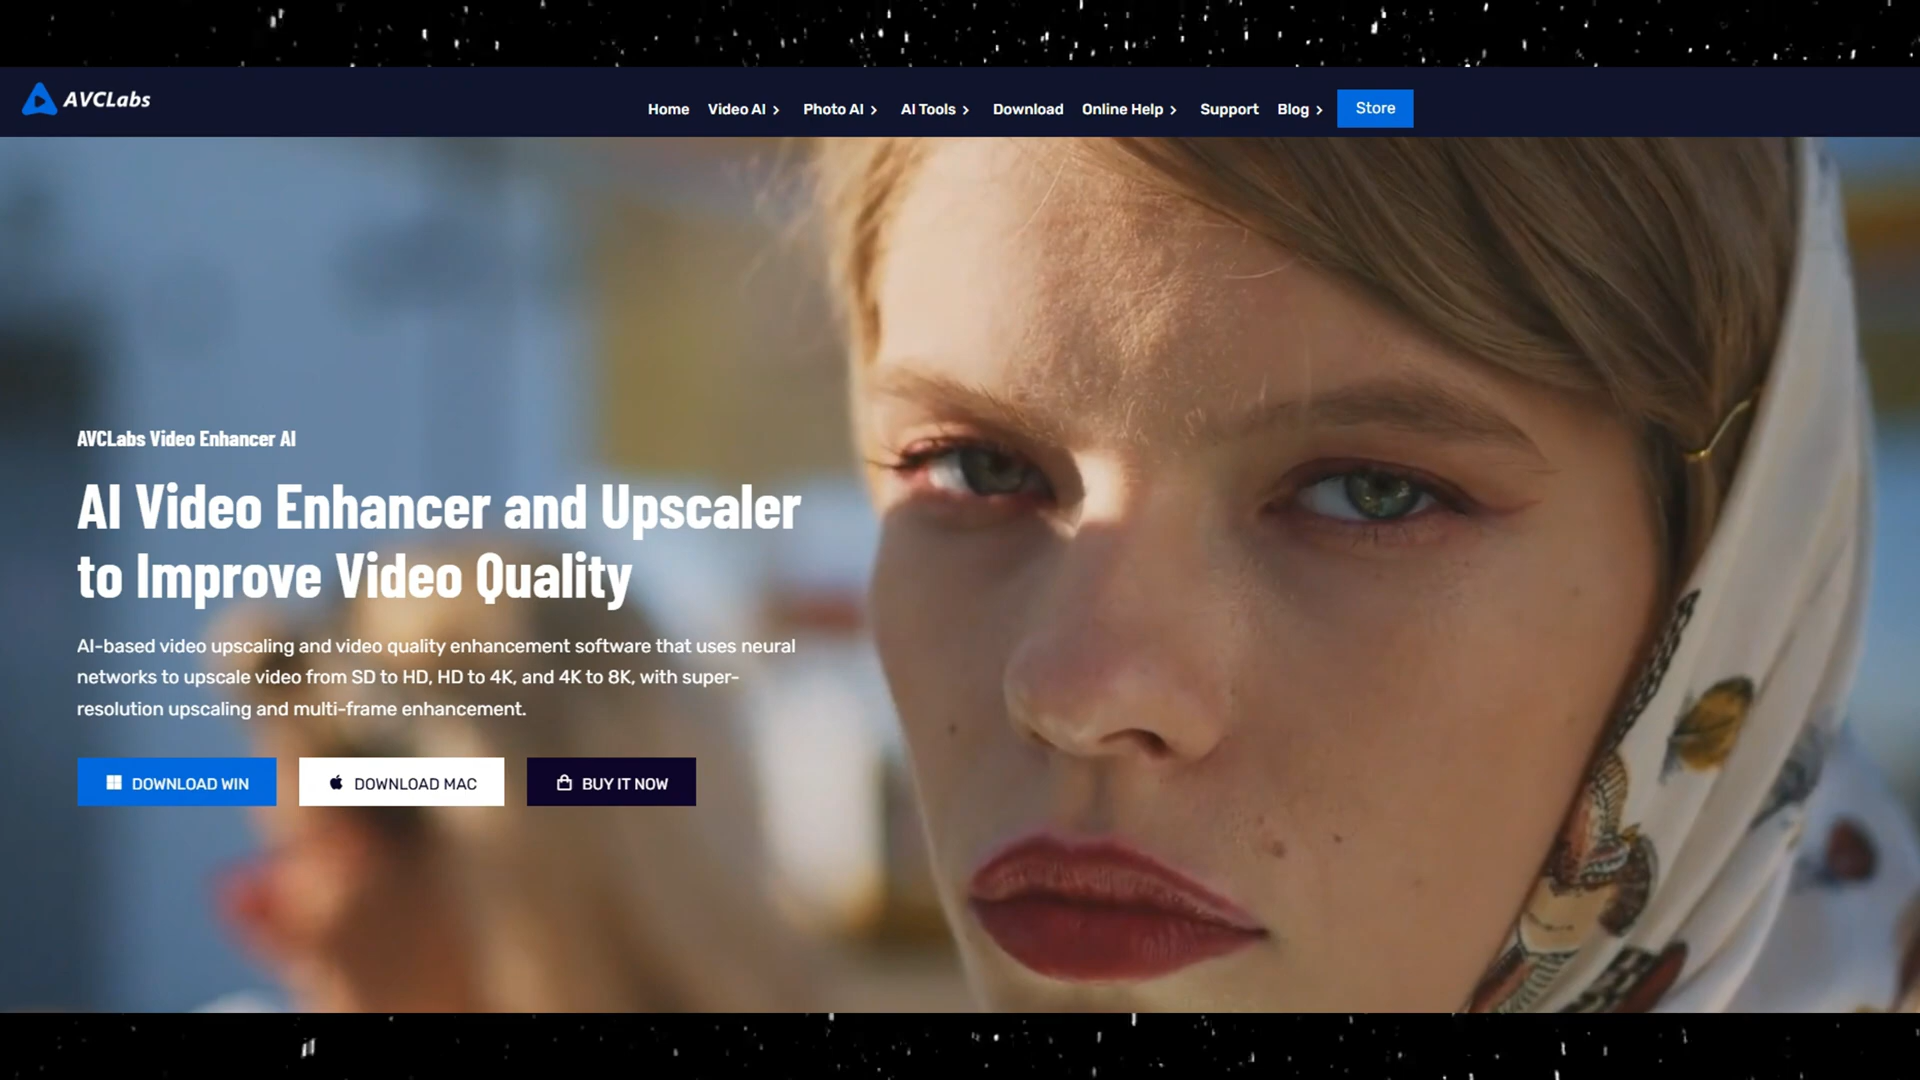 AVCLabs
Home Video AI Photo AI AI Tools Download Online Help Support Blog Store
AVCLabs Video Enhancer AI
AI Video Enhancer and Upscaler
to Improve Video Quality
AI-based video upscaling and video quality enhancement software that uses neural
networks to upscale video from SD to HD, HD to 4K, and 4K to 8K, with super-
resolution upscaling and multi-frame enhancement.
DOWNLOAD WIN DOWNLOAD MAC BUY IT NOW